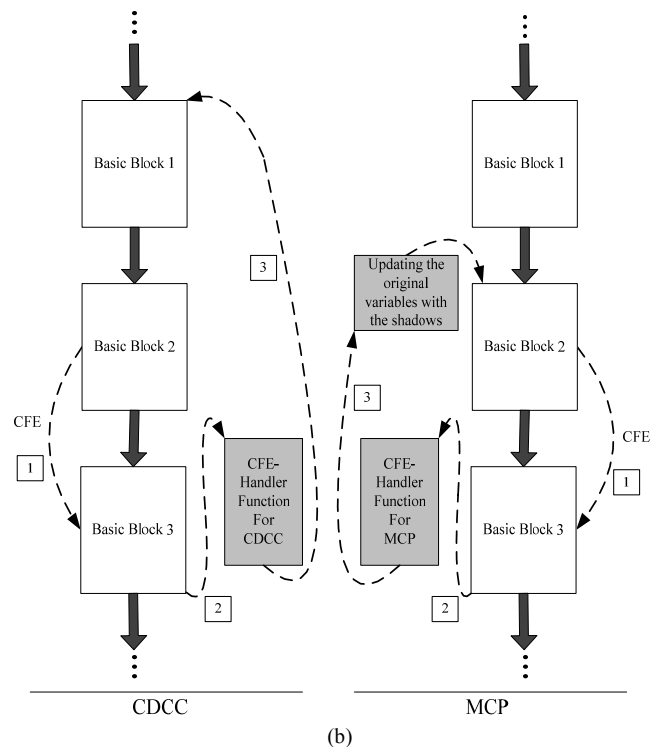 Basic Block 1
Basic Block 2
Basic Block 3
CFE
1
2
3
CFE-
Handler
Function
For
CDCC
CDCC
Basic Block 1
Updating the
original
variables with
the shadows
Basic Block 2
Basic Block 3
CFE
1
2
3
CFE-
Handler
Function
For
MCP
MCP
(b)